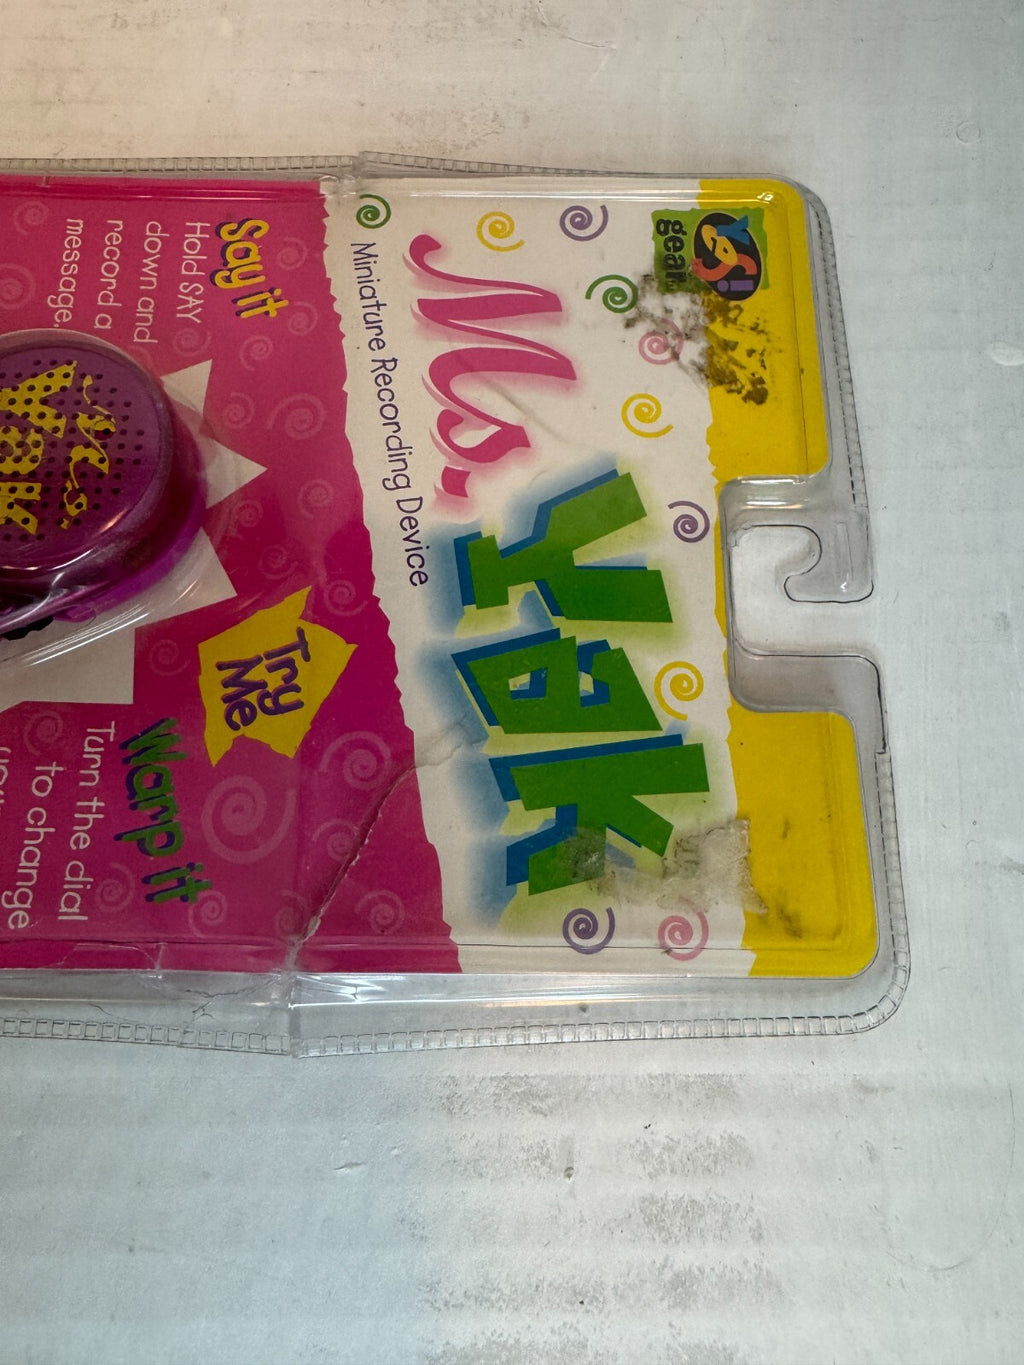 YES!
gear
Ms.
Yak
Miniature Recording Device
Say it
Hold SAY
down and
record a
message.
Ms.
Yak
Try
Me
Warp it
Turn the dial
to change